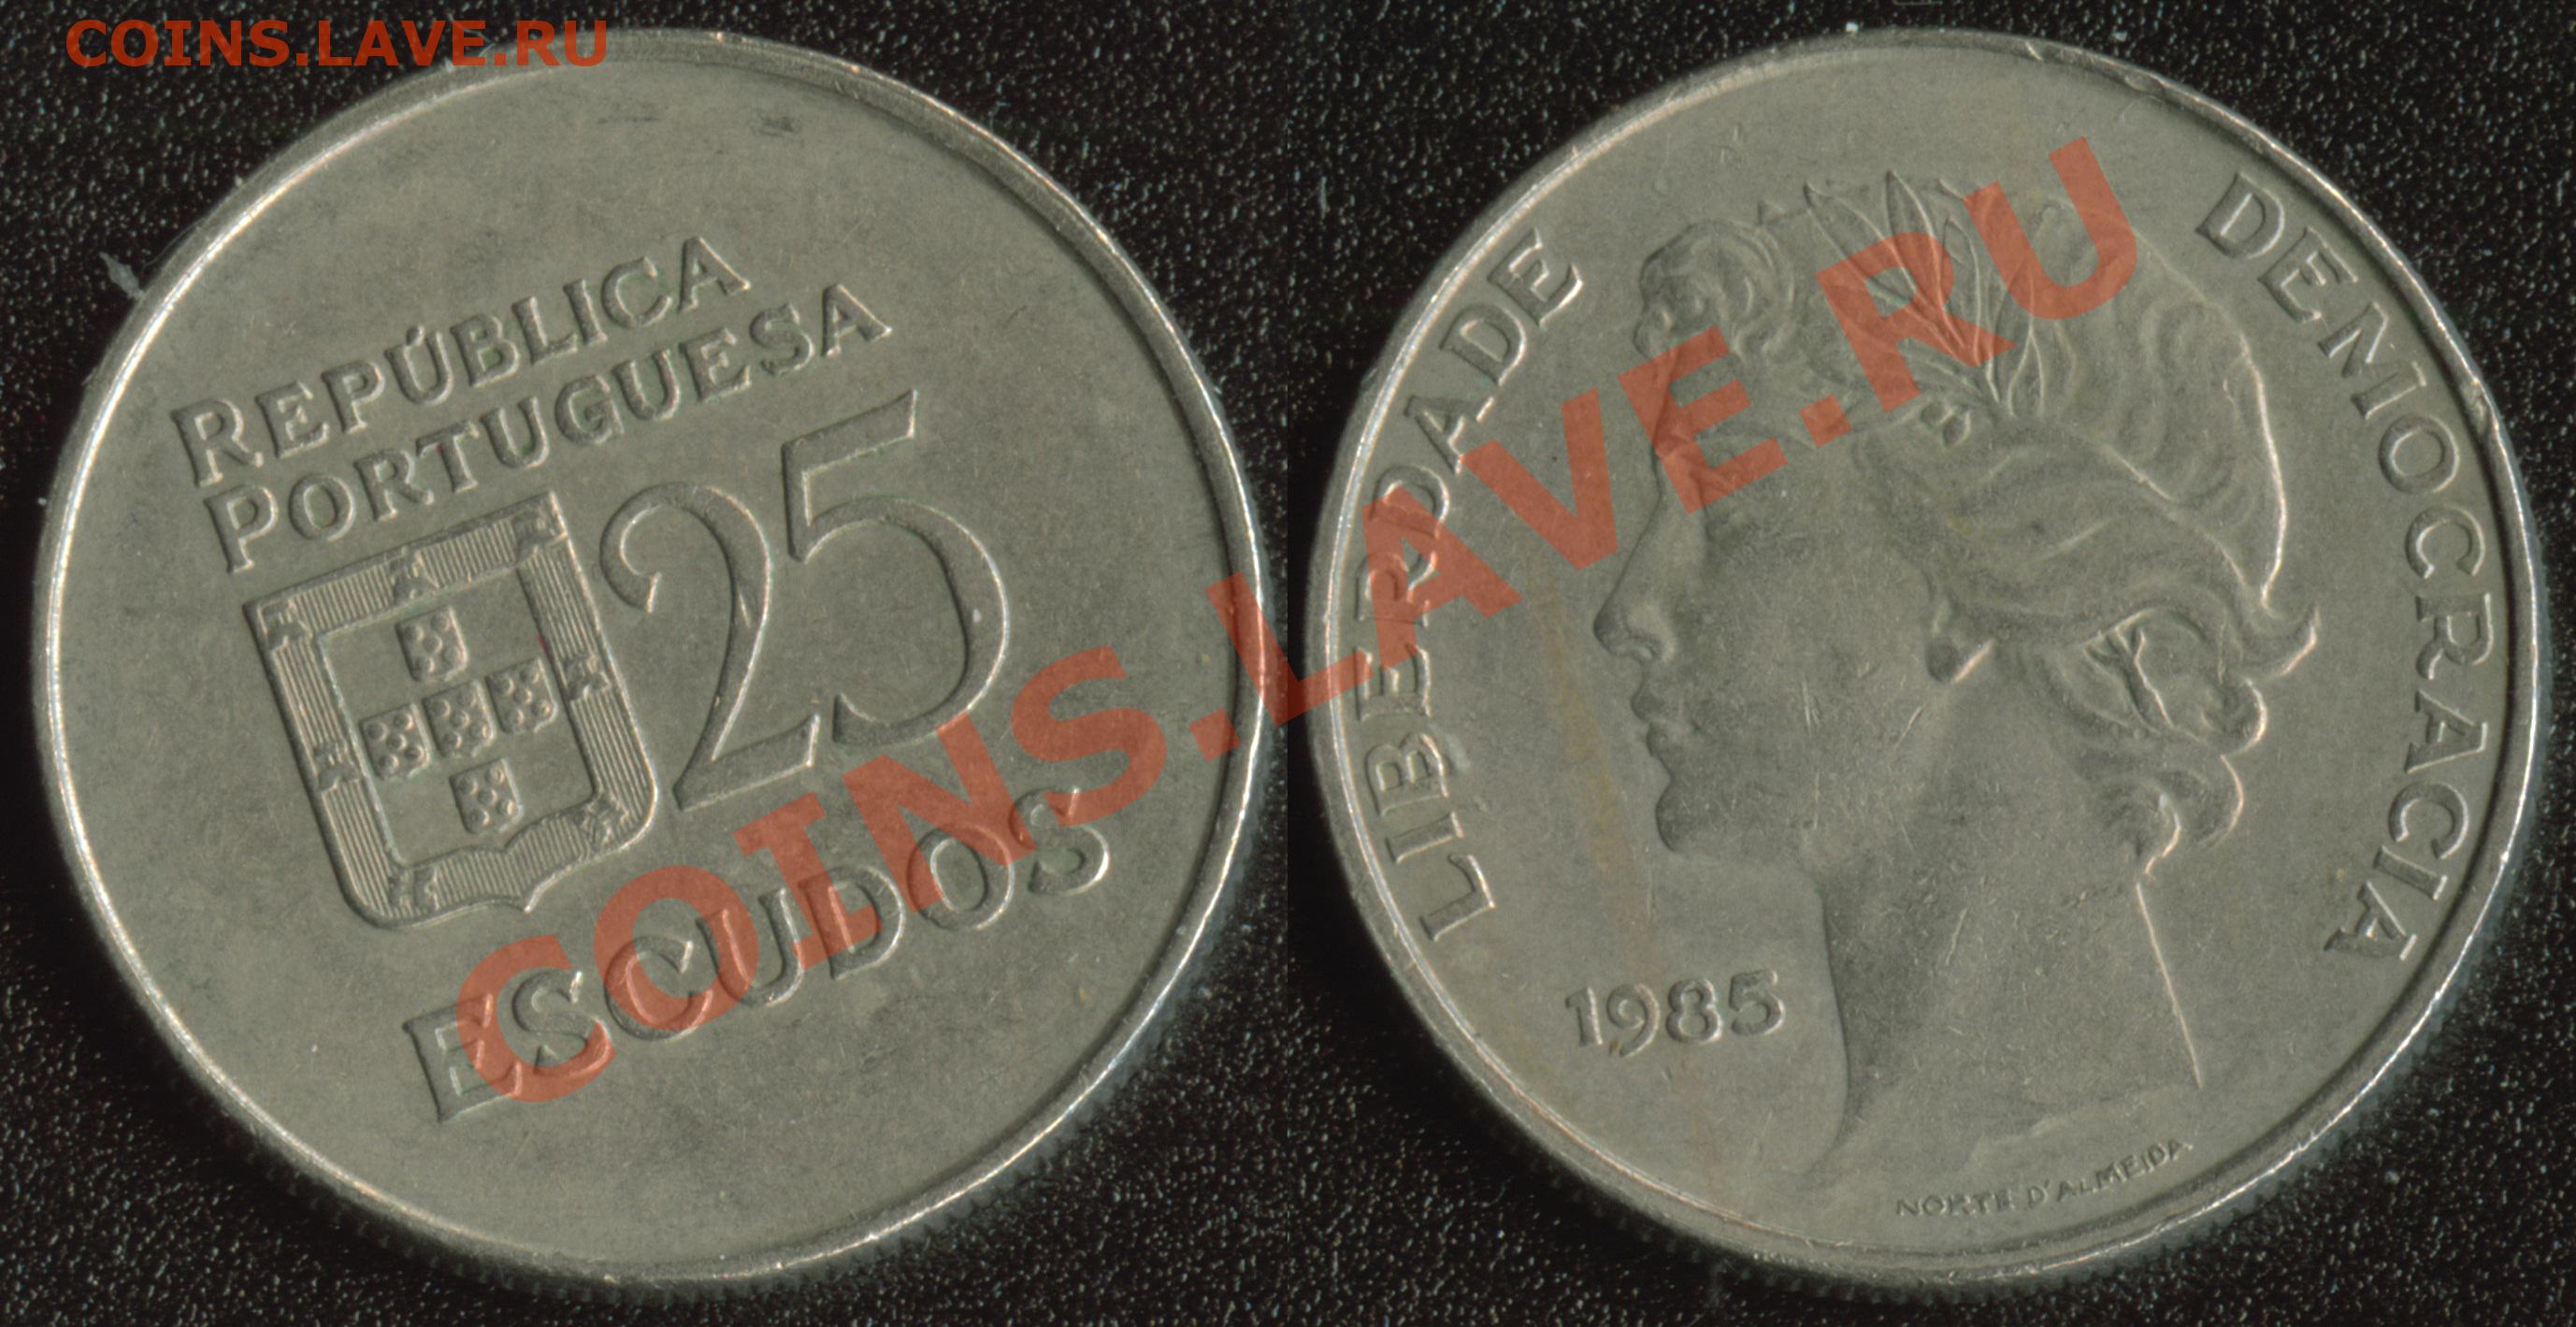 COINS.LAVE.RU
REPÚBLICA
PORTUGUESA
25
ESCUDOS
LIBERDADE
DEMOCRACIA
1985
NORTE D'ALMEIDA
COINS.LAVE.RU